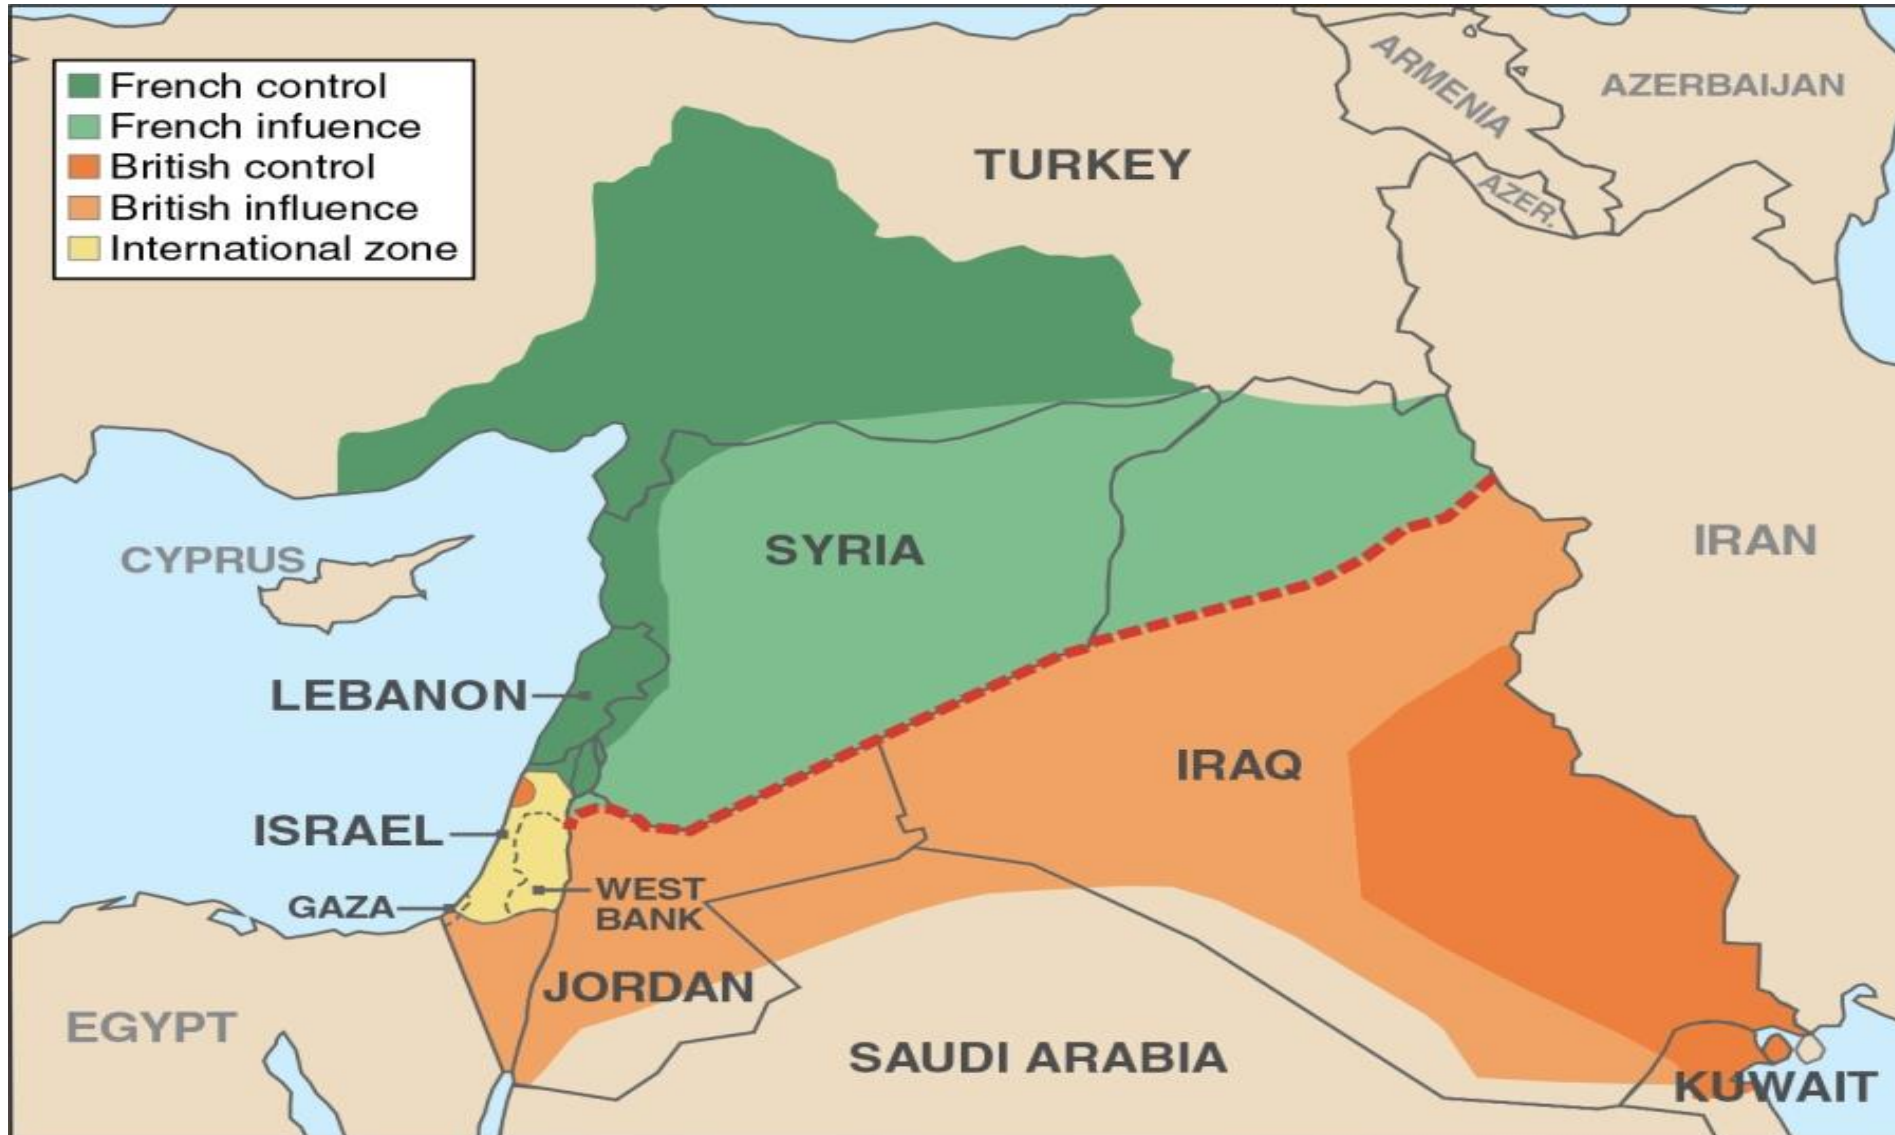 French control
French infuence
British control
British influence
International zone
ARMENIA
AZERBAIJAN
TURKEY
AZER.
CYPRUS
SYRIA
IRAN
LEBANON
IRAQ
ISRAEL
GAZA
WEST
BANK
JORDAN
EGYPT
SAUDI ARABIA
KUWAIT